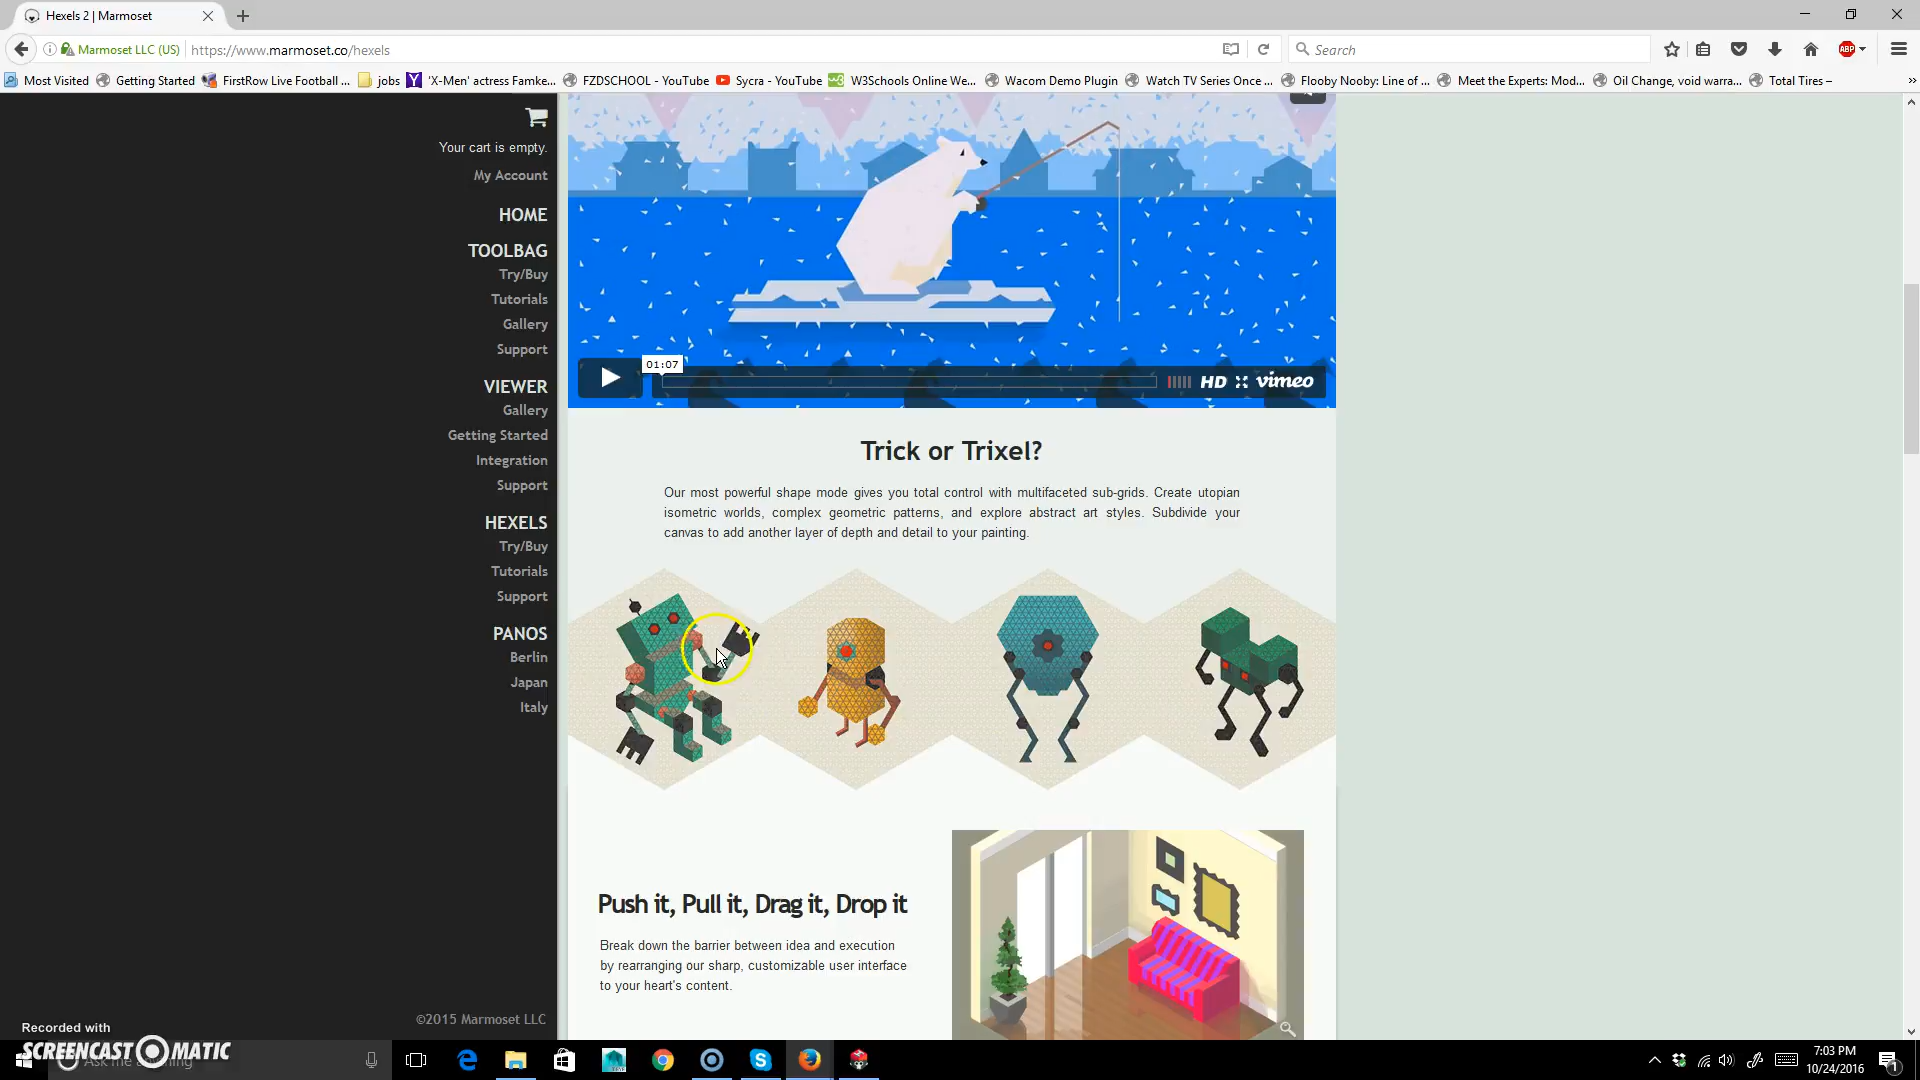 Hexels 2 | Marmoset
Marmoset LLC (US)
https://www.marmoset.co/hexels
Search
ABP
Most Visited
Getting Started
FirstRow Live Football ...
jobs
'X-Men' actress Famke...
FZDSCHOOL - YouTube
Sycra - YouTube
W3Schools Online We...
Wacom Demo Plugin
Watch TV Series Once ...
Flooby Nooby: Line of ...
Meet the Experts: Mod...
Oil Change, void warra...
Total Tires –
Your cart is empty.
My Account
HOME
TOOLBAG
Try/Buy
Tutorials
Gallery
Support
VIEWER
Gallery
Getting Started
Integration
Support
HEXELS
Try/Buy
Tutorials
Support
PANOS
Berlin
Japan
Italy
©2015 Marmoset LLC
01:07
HD
vimeo
Trick or Trixel?
Our most powerful shape mode gives you total control with multifaceted sub-grids. Create utopian
isometric worlds, complex geometric patterns, and explore abstract art styles. Subdivide your
canvas to add another layer of depth and detail to your painting.
Push it, Pull it, Drag it, Drop it
Break down the barrier between idea and execution
by rearranging our sharp, customizable user interface
to your heart's content.
Recorded with
SCREENCAST MATIC
7:03 PM
10/24/2016
1